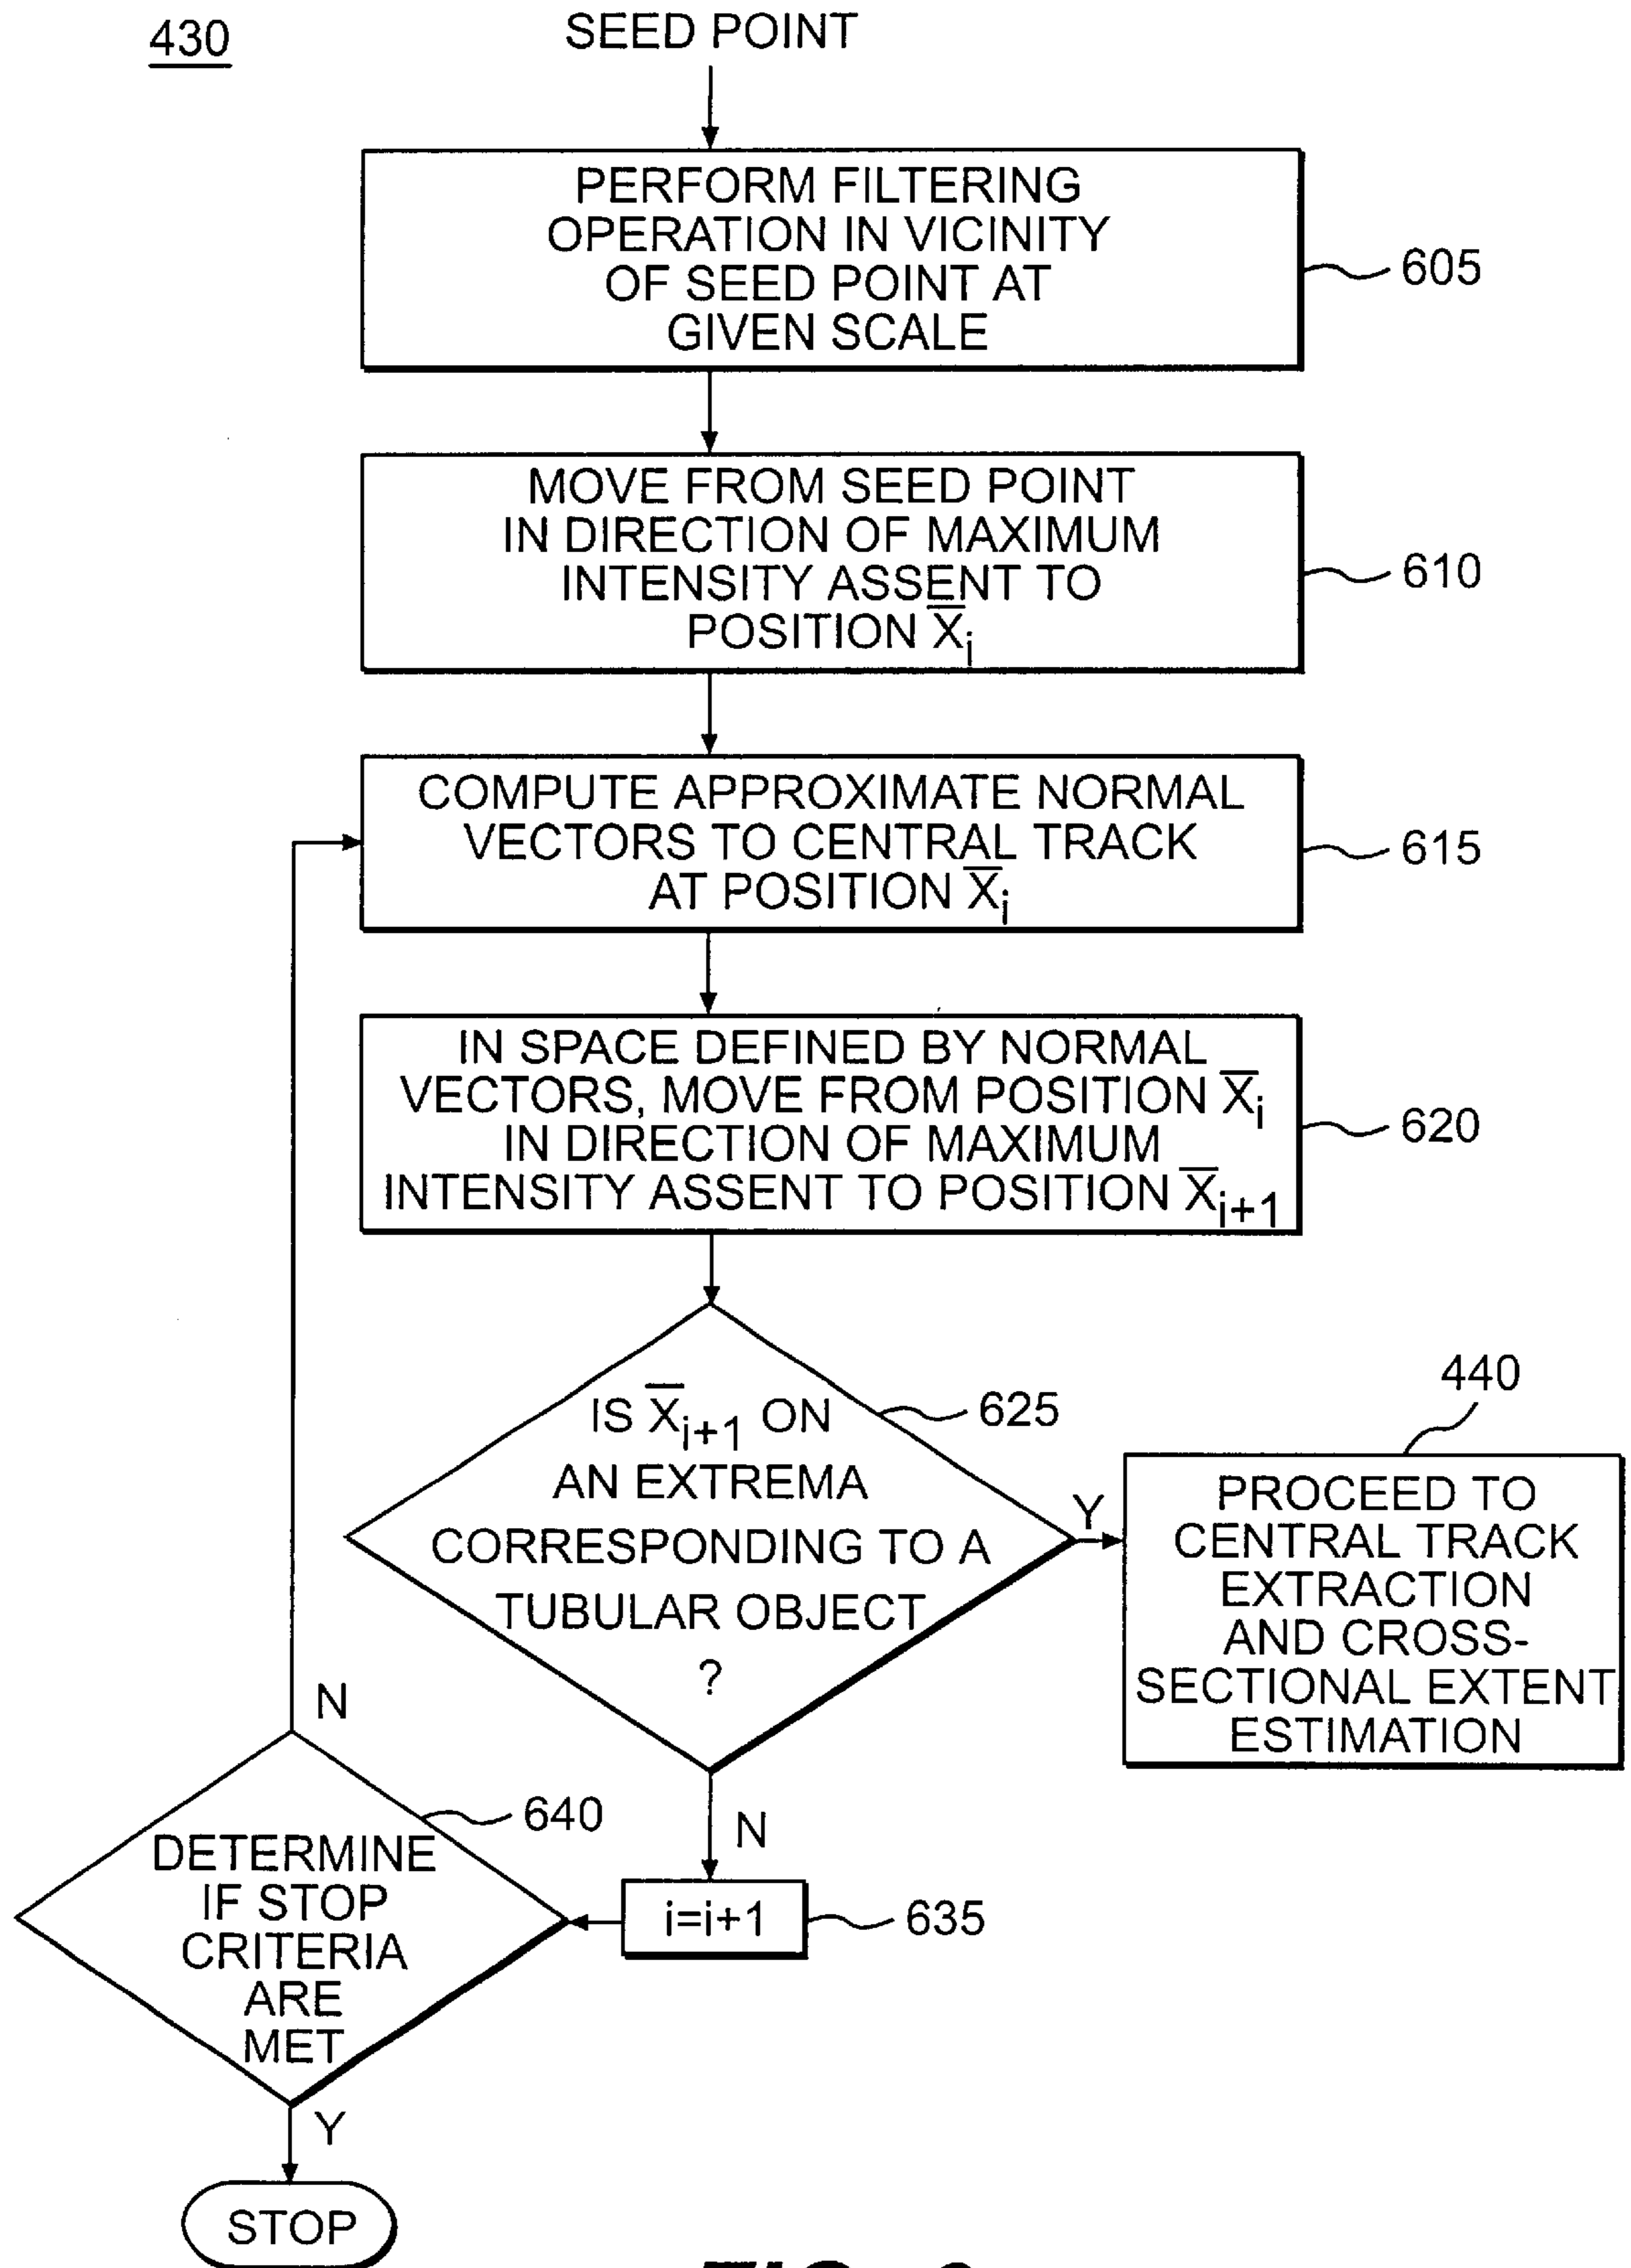 430
SEED POINT
PERFORM FILTERING
OPERATION IN VICINITY
OF SEED POINT AT
GIVEN SCALE
605
MOVE FROM SEED POINT
IN DIRECTION OF MAXIMUM
INTENSITY ASSENT TO
POSITION X̅i
610
COMPUTE APPROXIMATE NORMAL
VECTORS TO CENTRAL TRACK
AT POSITION X̅i
615
IN SPACE DEFINED BY NORMAL
VECTORS, MOVE FROM POSITION X̅i
IN DIRECTION OF MAXIMUM
INTENSITY ASSENT TO POSITION X̅i+1
620
IS X̅i+1 ON
AN EXTREMA
CORRESPONDING TO A
TUBULAR OBJECT
?
625
Y
440
PROCEED TO
CENTRAL TRACK
EXTRACTION
AND CROSS-
SECTIONAL EXTENT
ESTIMATION
N
i=i+1
635
N
640
DETERMINE
IF STOP
CRITERIA
ARE
MET
Y
STOP